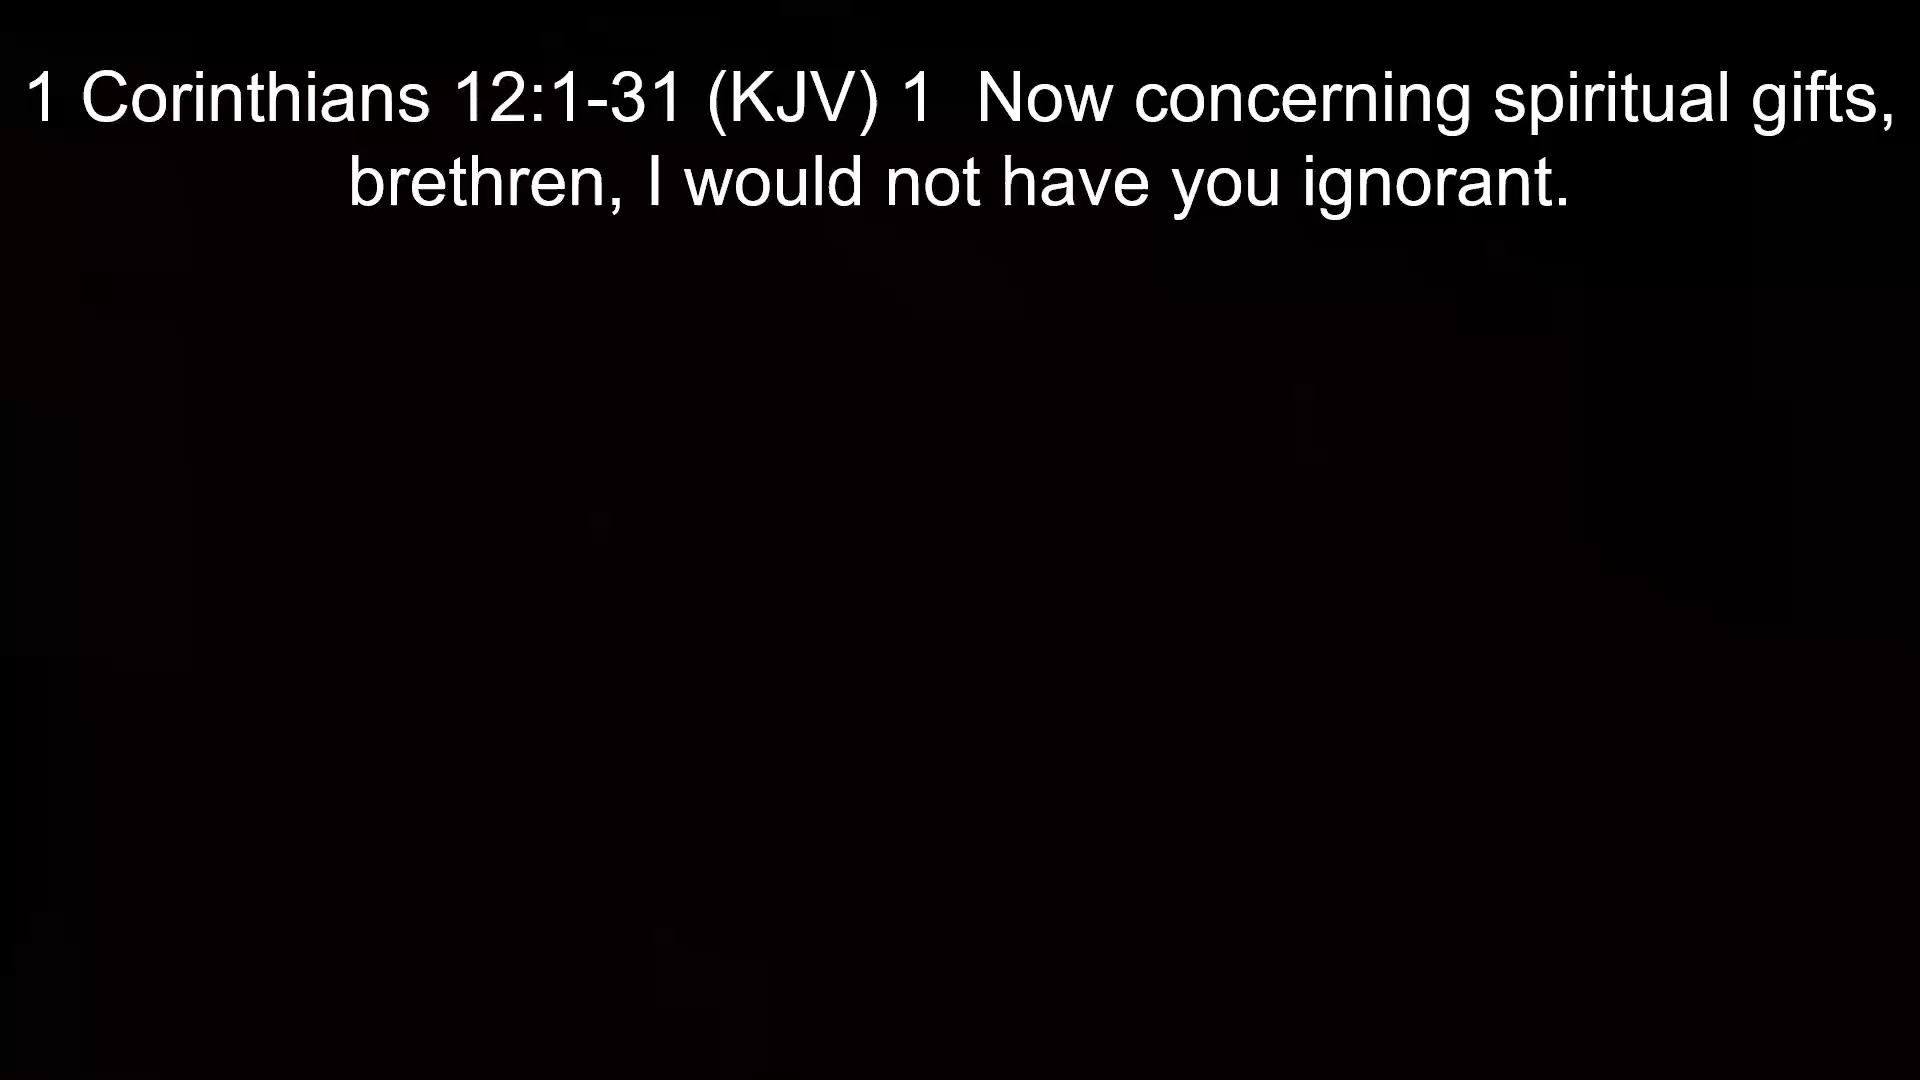 1 Corinthians 12:1-31 (KJV) 1  Now concerning spiritual gifts,
brethren, I would not have you ignorant.